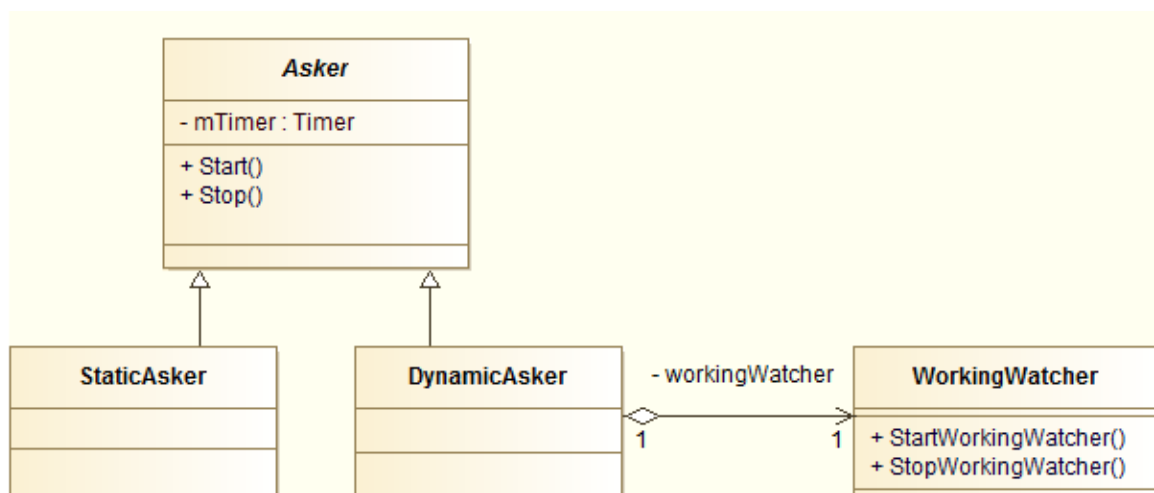 Asker
- mTimer : Timer
+ Start()
+ Stop()
StaticAsker
DynamicAsker
- workingWatcher
1
1
WorkingWatcher
+ StartWorkingWatcher()
+ StopWorkingWatcher()